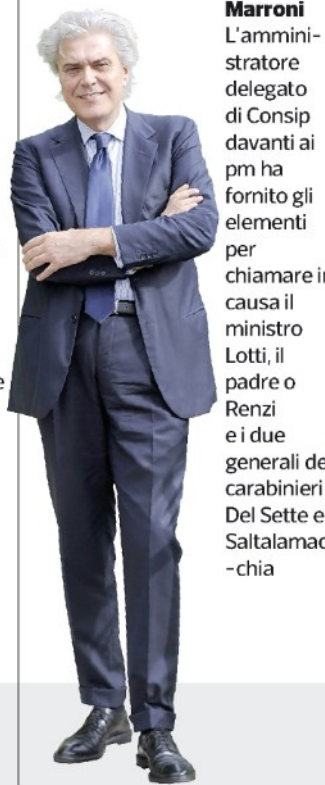 Marroni
L'ammini-
stratore
delegato
di Consip
davanti ai
pm ha
fornito gli
elementi
per
chiamare in
causa il
ministro
Lotti, il
padre o
Renzi
e i due
generali de
carabinieri
Del Sette e
Saltalamac
-chia
e